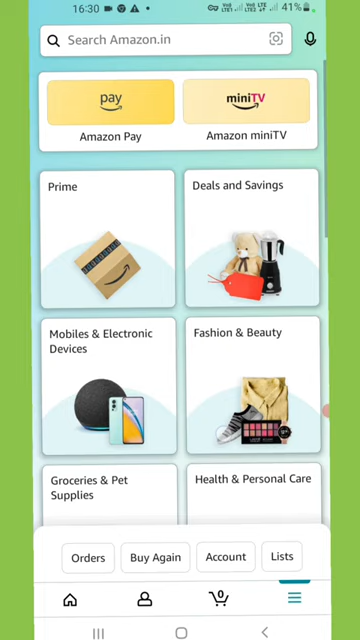 16:30
41%
Search Amazon.in
pay
miniTV
Amazon Pay
Amazon miniTV
Prime
Deals and Savings
Mobiles & Electronic
Devices
Fashion & Beauty
Groceries & Pet
Supplies
Health & Personal Care
Orders
Buy Again
Account
Lists
0